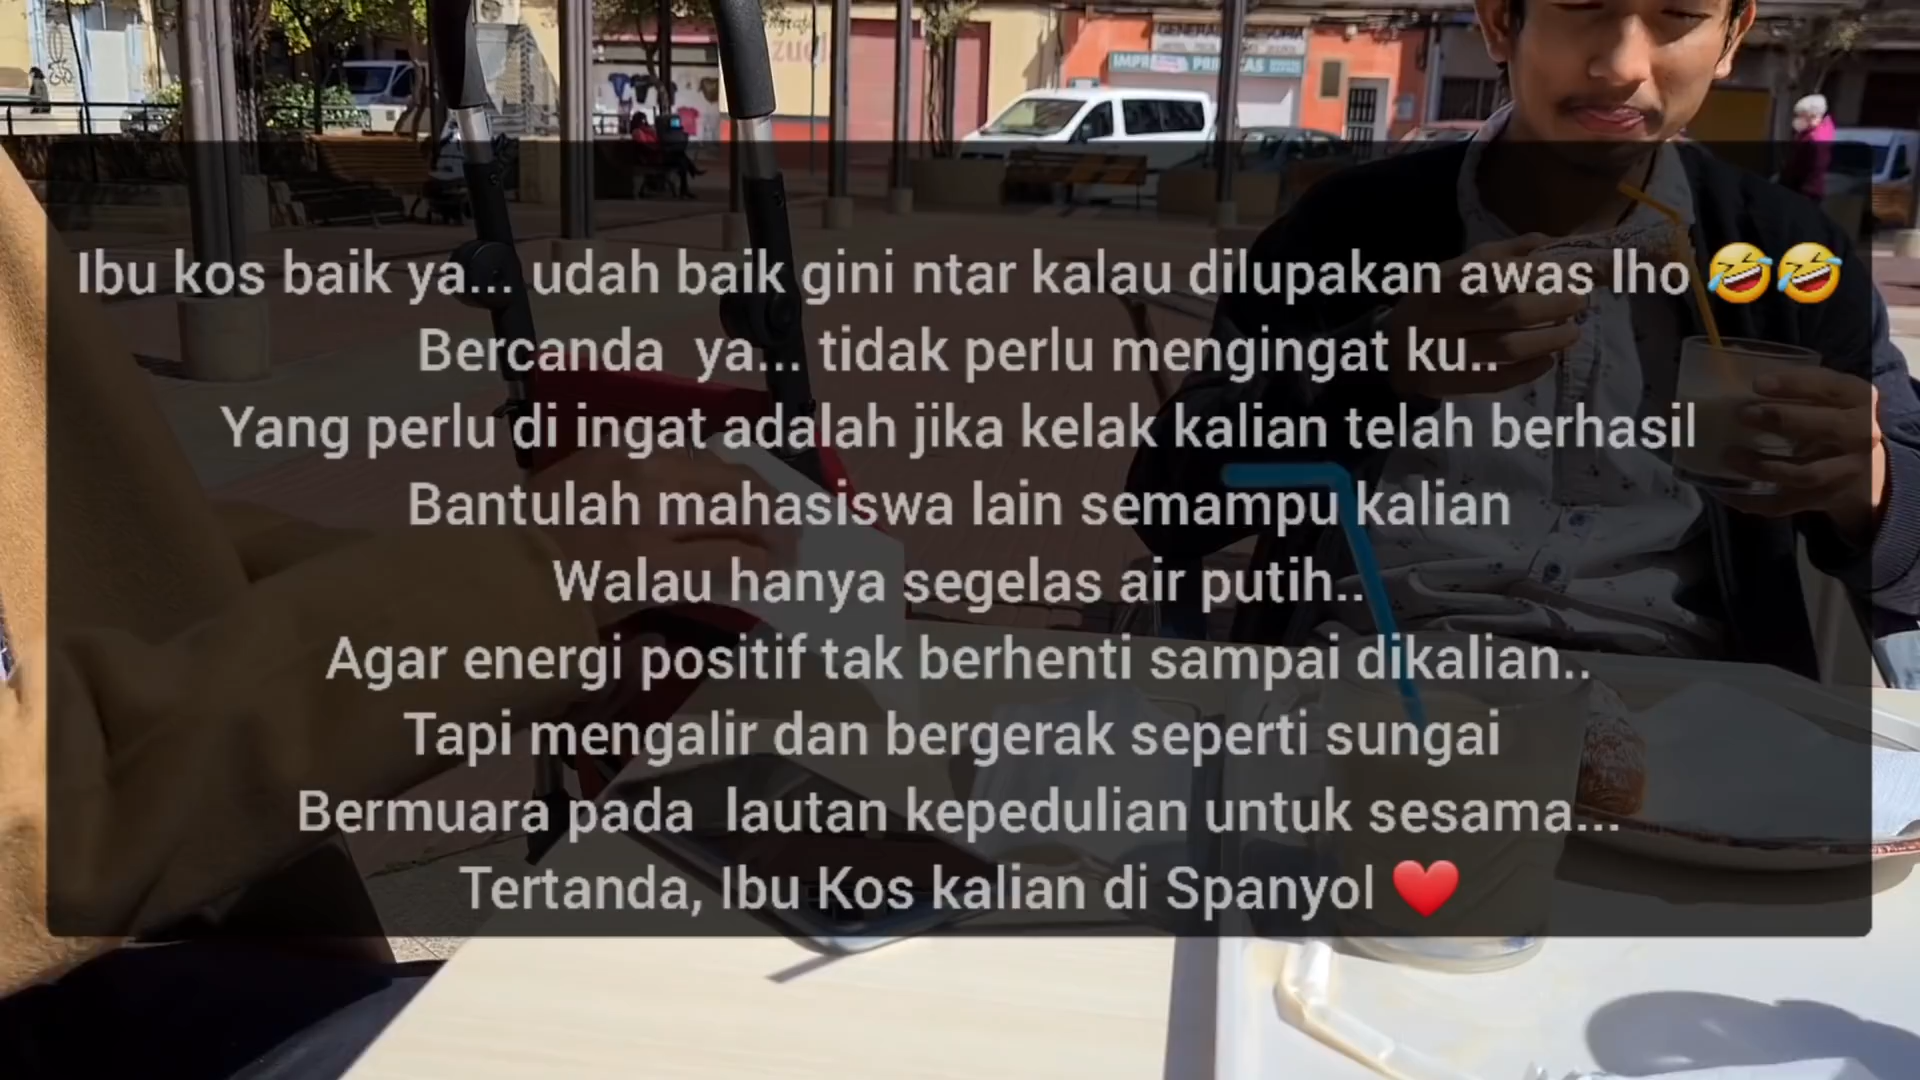 IMPR
Ibu kos baik ya... udah baik gini ntar kalau dilupakan awas lho 🤣🤣
Bercanda ya... tidak perlu mengingat ku..
Yang perlu di ingat adalah jika kelak kalian telah berhasil
Bantulah mahasiswa lain semampu kalian
Walau hanya segelas air putih..
Agar energi positif tak berhenti sampai dikalian..
Tapi mengalir dan bergerak seperti sungai
Bermuara pada lautan kepedulian untuk sesama...
Tertanda, Ibu Kos kalian di Spanyol ❤️